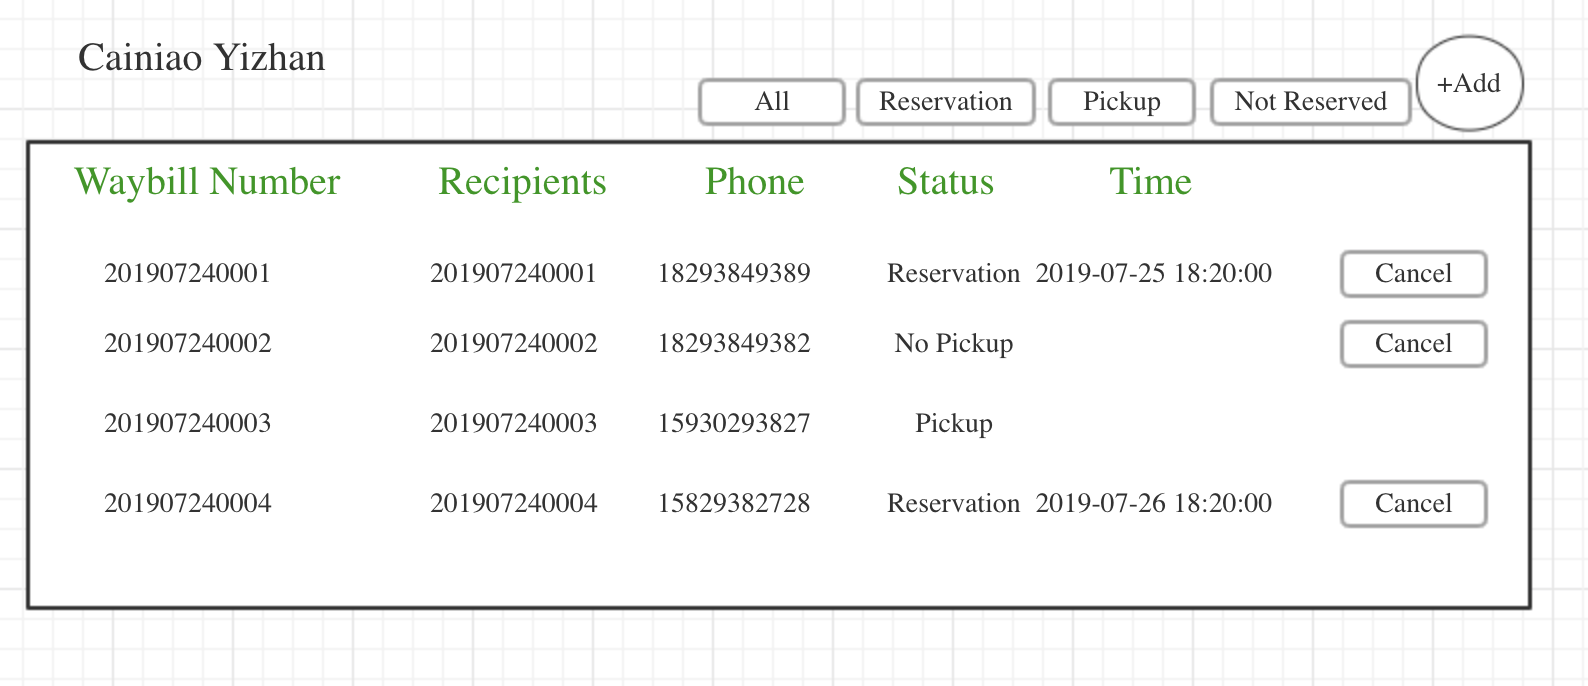 Cainiao Yizhan
All Reservation Pickup Not Reserved +Add
Waybill Number Recipients Phone Status Time
201907240001 201907240001 18293849389 Reservation 2019-07-25 18:20:00 Cancel
201907240002 201907240002 18293849382 No Pickup Cancel
201907240003 201907240003 15930293827 Pickup
201907240004 201907240004 15829382728 Reservation 2019-07-26 18:20:00 Cancel